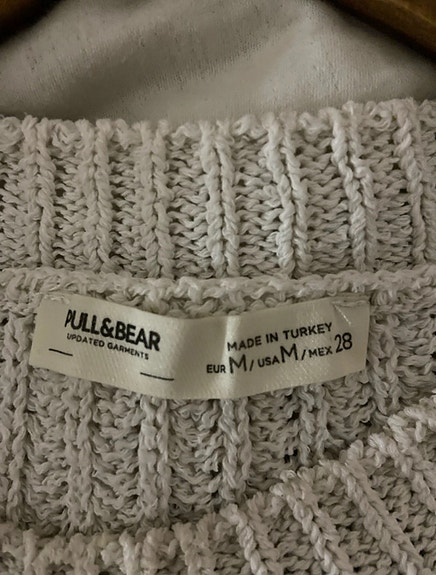 PULL&BEAR
UPDATED GARMENTS
MADE IN TURKEY
EUR M/USA M/MEX 28